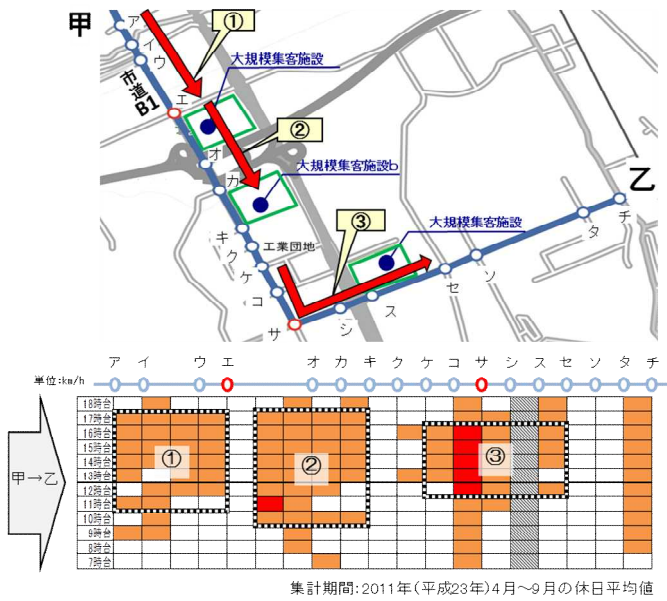 甲
①
大規模集客施設
ア
イ
ウ
エ
市道B1
②
オ
カ
大規模集客施設b
乙
大規模集客施設
③
キ
ク
ケ
コ
工業団地
サ
シ
ス
セ
ソ
タ
チ
ア イ ウ エ オ カ キ ク ケ コ サ シ ス セ ソ タ チ
単位:km/h
18時台
17時台
16時台
15時台
14時台
13時台
12時台
11時台
10時台
9時台
8時台
7時台
甲→乙
① ② ③
集計期間:2011年(平成23年)4月~9月の休日平均値